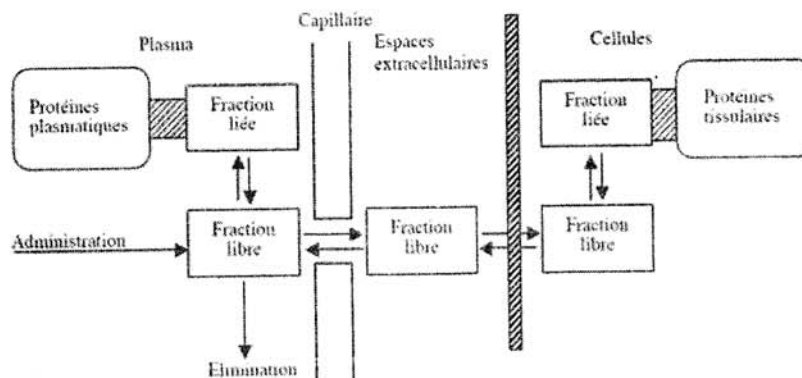 Capillaire
Plasma
Espaces
extracellulaires
Cellules
Protéines
plasmatiques
Fraction
liée
Fraction
liée
Protéines
tissulaires
Administration
Fraction
libre
Fraction
libre
Fraction
libre
Elimination